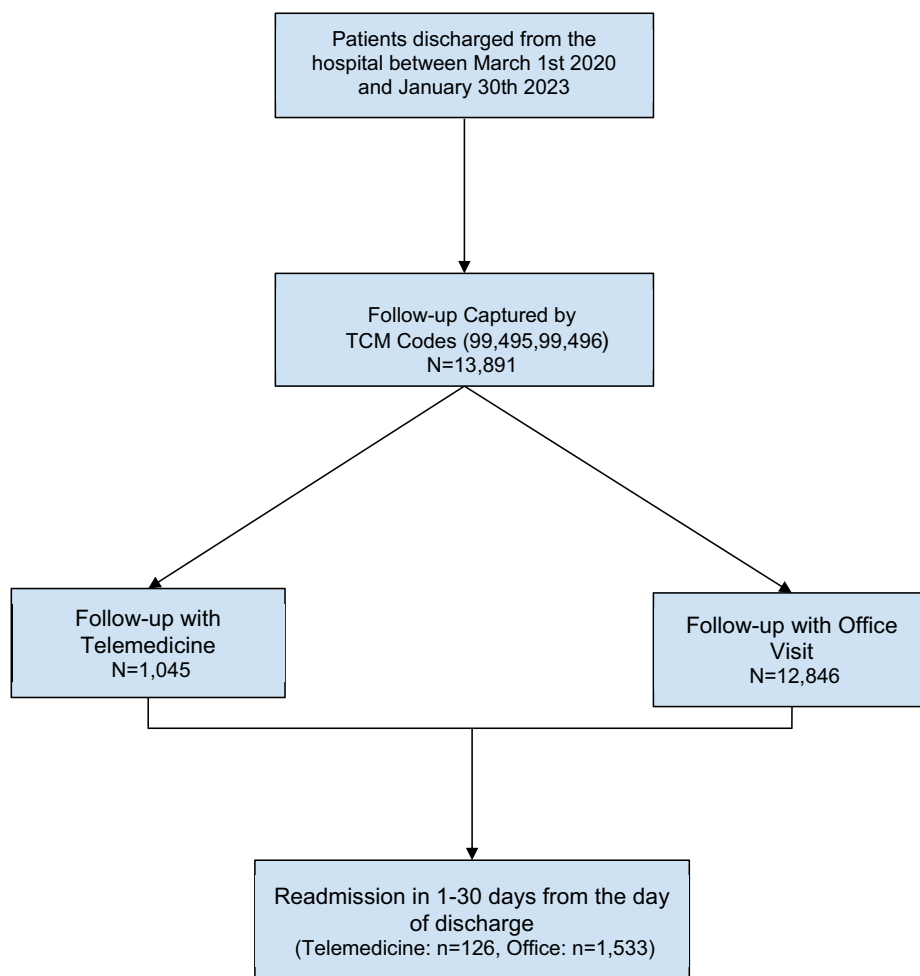 Patients discharged from the
hospital between March 1st 2020
and January 30th 2023
Follow-up Captured by
TCM Codes (99,495,99,496)
N=13,891
Follow-up with
Telemedicine
N=1,045
Follow-up with Office
Visit
N=12,846
Readmission in 1-30 days from the day
of discharge
(Telemedicine: n=126, Office: n=1,533)